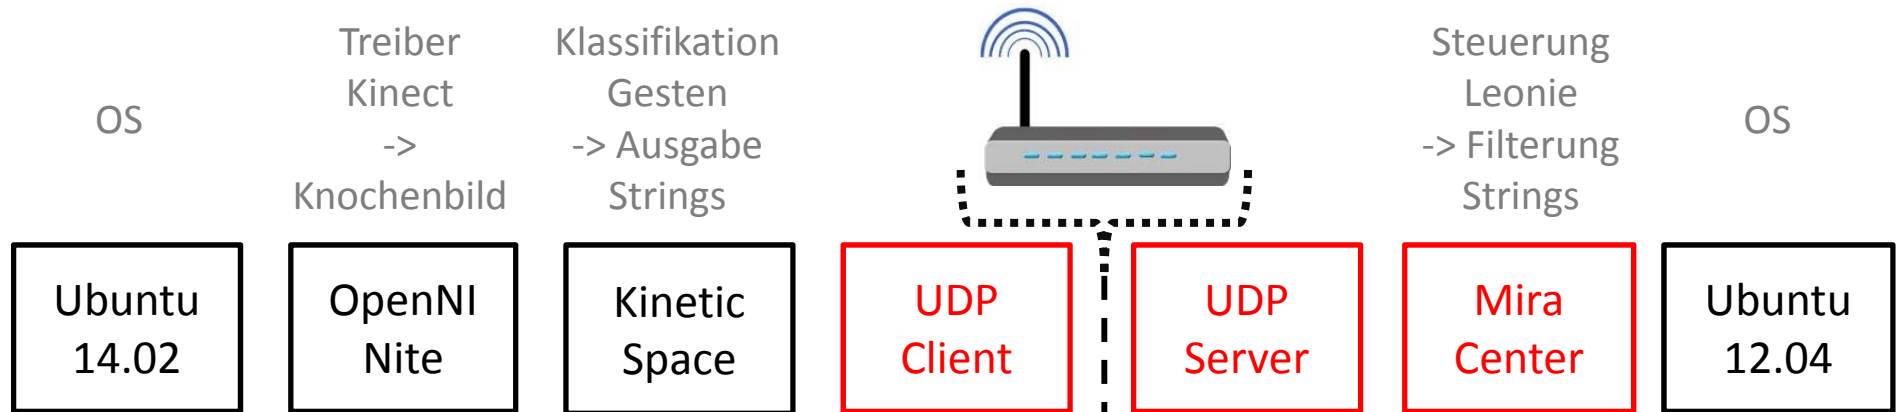 OS
Treiber
Kinect
->
Knochenbild
Klassifikation
Gesten
-> Ausgabe
Strings
Steuerung
Leonie
-> Filterung
Strings
OS
Ubuntu
14.02
OpenNI
Nite
Kinetic
Space
UDP
Client
UDP
Server
Mira
Center
Ubuntu
12.04